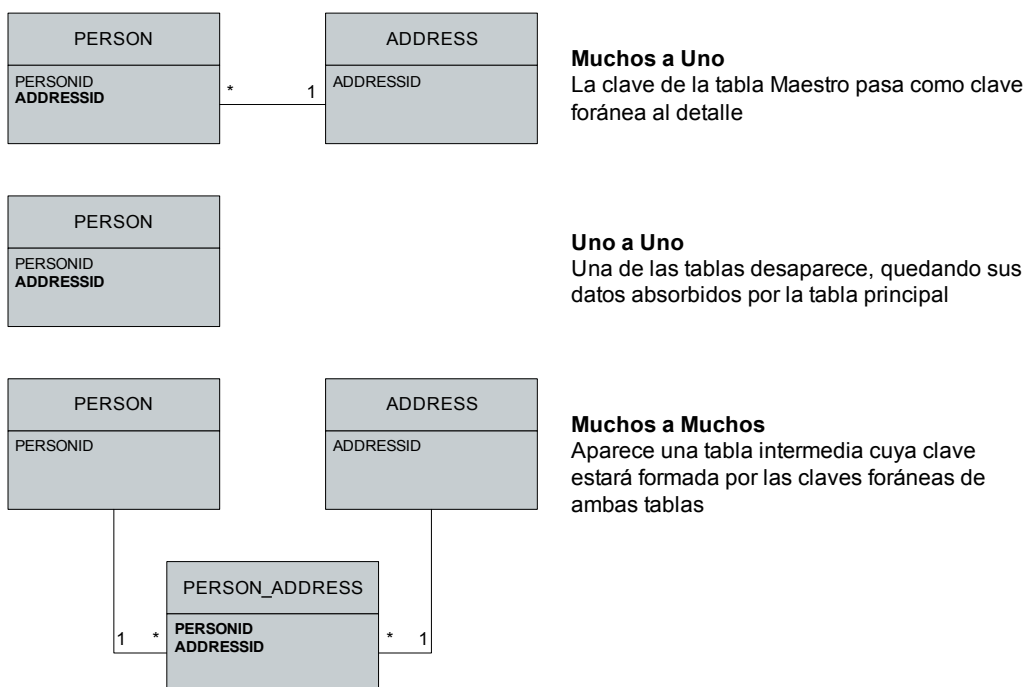 PERSON
PERSONID
ADDRESSID
*
1
ADDRESS
ADDRESSID
Muchos a Uno
La clave de la tabla Maestro pasa como clave
foránea al detalle
PERSON
PERSONID
ADDRESSID
Uno a Uno
Una de las tablas desaparece, quedando sus
datos absorbidos por la tabla principal
PERSON
PERSONID
ADDRESS
ADDRESSID
Muchos a Muchos
Aparece una tabla intermedia cuya clave
estará formada por las claves foráneas de
ambas tablas
1
*
PERSON_ADDRESS
PERSONID
ADDRESSID
*
1